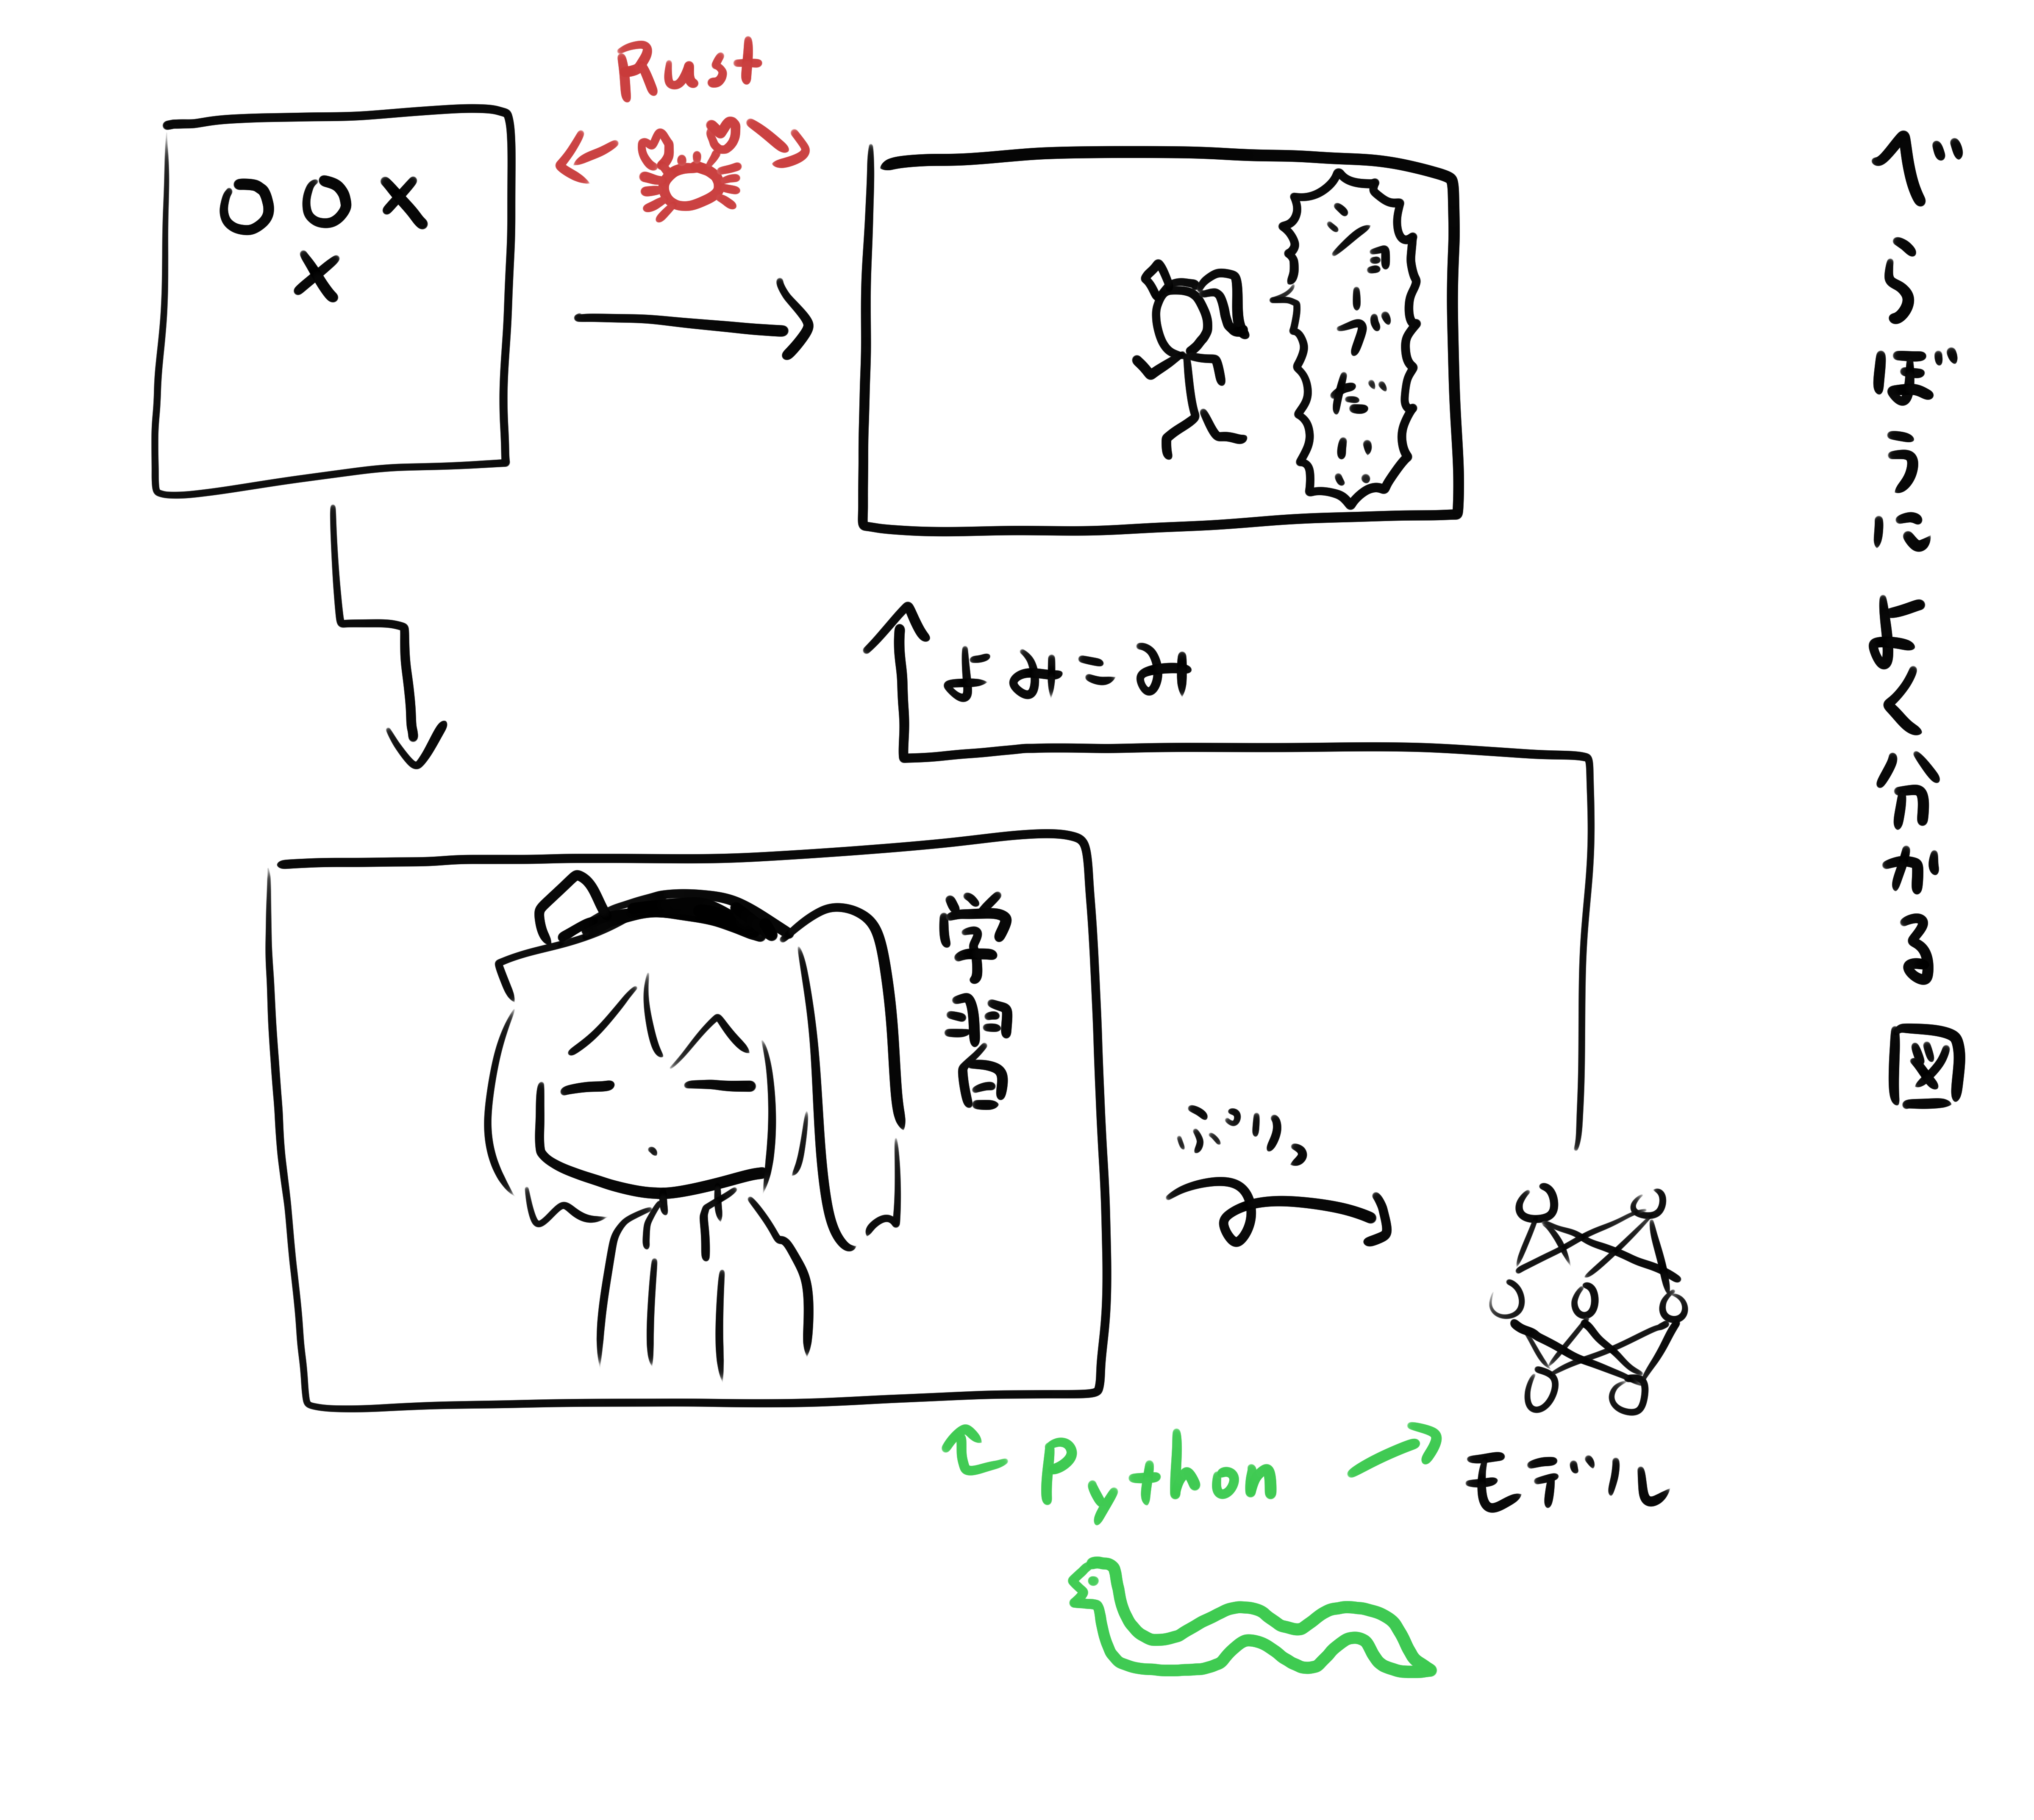 べらぼうによく分かる図
Rust
○○×
×
ショーブだ!!
よみこみ
学習
ぷりっ
Python
モデル